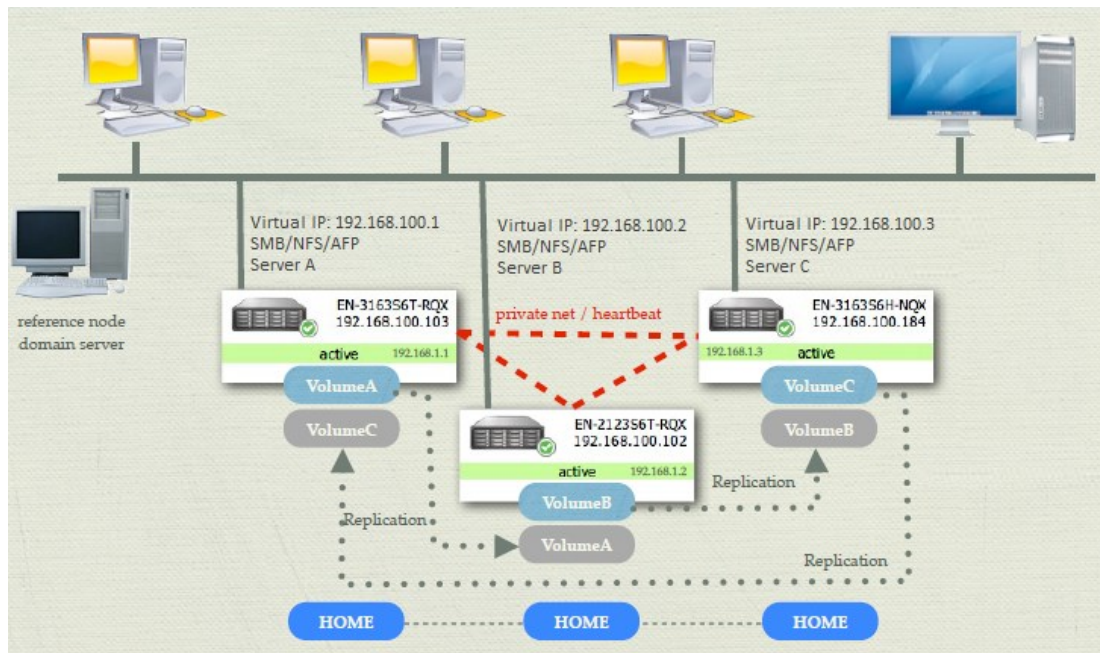 Virtual IP: 192.168.100.1
SMB/NFS/AFP
Server A
Virtual IP: 192.168.100.2
SMB/NFS/AFP
Server B
Virtual IP: 192.168.100.3
SMB/NFS/AFP
Server C
reference node
domain server
EN-3163S6T-RQX
192.168.100.103
active 192.168.1.1
VolumeA
VolumeC
private net / heartbeat
EN-3163S6H-NQX
192.168.100.184
192.168.1.3 active
VolumeC
VolumeB
EN-2123S6T-RQX
192.168.100.102
active 192.168.1.2
VolumeB
VolumeA
Replication
Replication
Replication
HOME
HOME
HOME